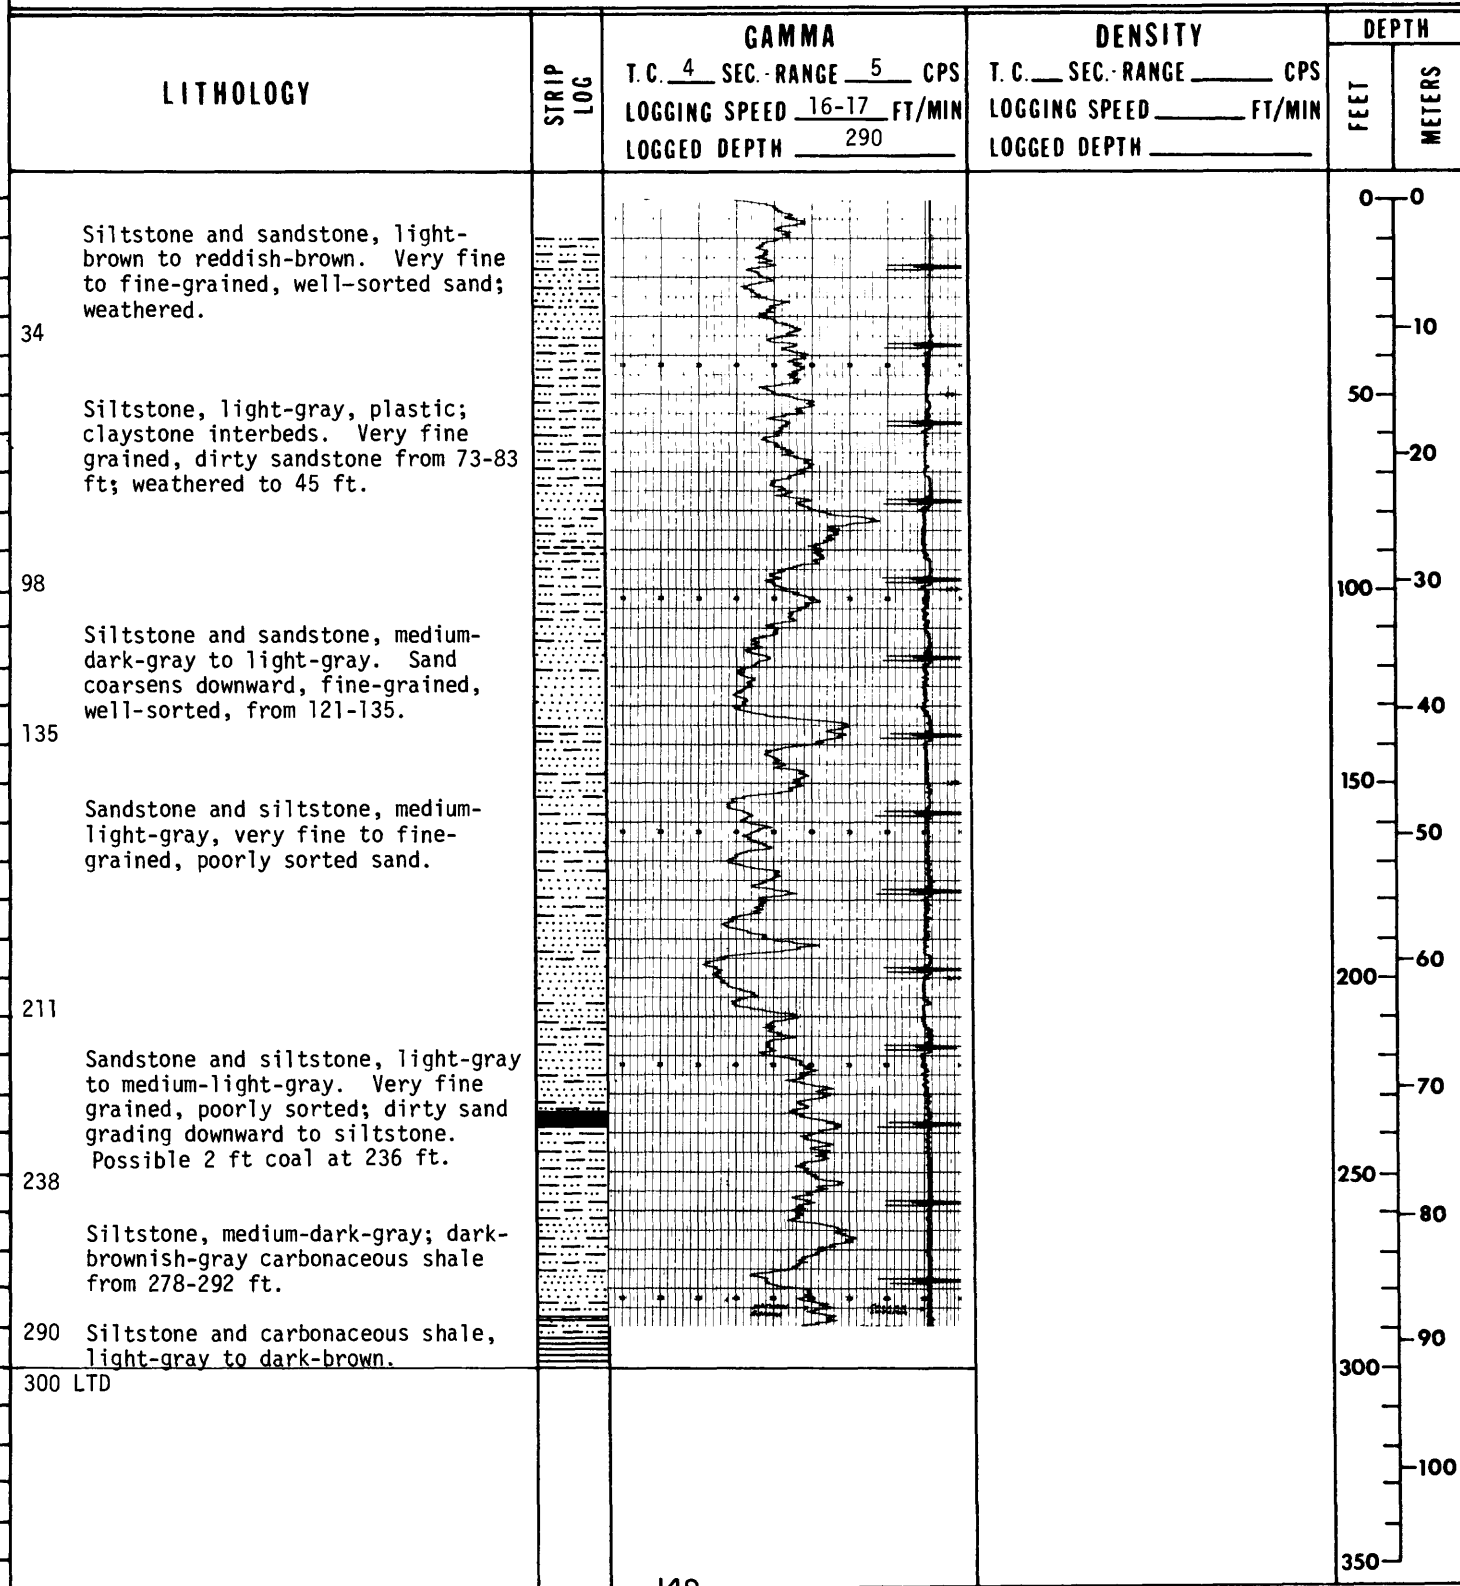 LITHOLOGY
STRIP LOG
GAMMA
T.C. 4 SEC.-RANGE 5 CPS
LOGGING SPEED 16-17 FT/MIN
LOGGED DEPTH 290
DENSITY
T.C. SEC.-RANGE CPS
LOGGING SPEED FT/MIN
LOGGED DEPTH
DEPTH
FEET
METERS
Siltstone and sandstone, light-
brown to reddish-brown. Very fine
to fine-grained, well-sorted sand;
weathered.
34
Siltstone, light-gray, plastic;
claystone interbeds. Very fine
grained, dirty sandstone from 73-83
ft; weathered to 45 ft.
98
Siltstone and sandstone, medium-
dark-gray to light-gray. Sand
coarsens downward, fine-grained,
well-sorted, from 121-135.
135
Sandstone and siltstone, medium-
light-gray, very fine to fine-
grained, poorly sorted sand.
211
Sandstone and siltstone, light-gray
to medium-light-gray. Very fine
grained, poorly sorted; dirty sand
grading downward to siltstone.
Possible 2 ft coal at 236 ft.
238
Siltstone, medium-dark-gray; dark-
brownish-gray carbonaceous shale
from 278-292 ft.
290 Siltstone and carbonaceous shale,
light-gray to dark-brown.
300 LTD
0 0
10
50
20
100 30
40
150
50
200 60
70
250
80
90
300
100
350